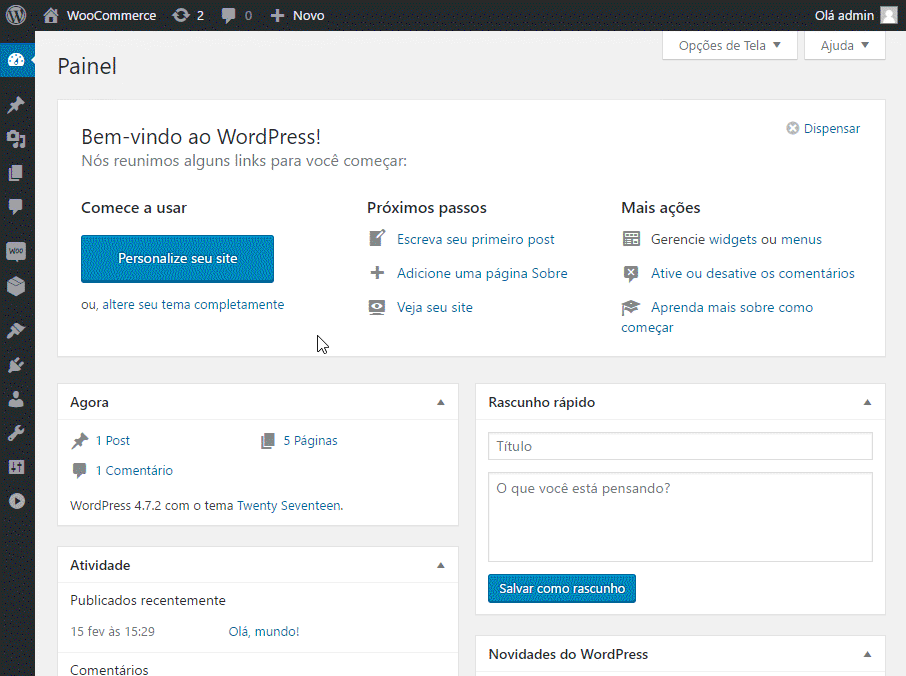 WooCommerce 2 0 Novo Olá admin
Opções de Tela Ajuda
Painel
Bem-vindo ao WordPress!
Dispensar
Nós reunimos alguns links para você começar:
Comece a usar
Personalize seu site
ou, altere seu tema completamente
Próximos passos
Escreva seu primeiro post
Adicione uma página Sobre
Veja seu site
Mais ações
Gerencie widgets ou menus
Ative ou desative os comentários
Aprenda mais sobre como
começar
Agora
1 Post 5 Páginas
1 Comentário
WordPress 4.7.2 com o tema Twenty Seventeen.
Atividade
Publicados recentemente
15 fev às 15:29 Olá, mundo!
Comentários
Rascunho rápido
Título
O que você está pensando?
Salvar como rascunho
Novidades do WordPress